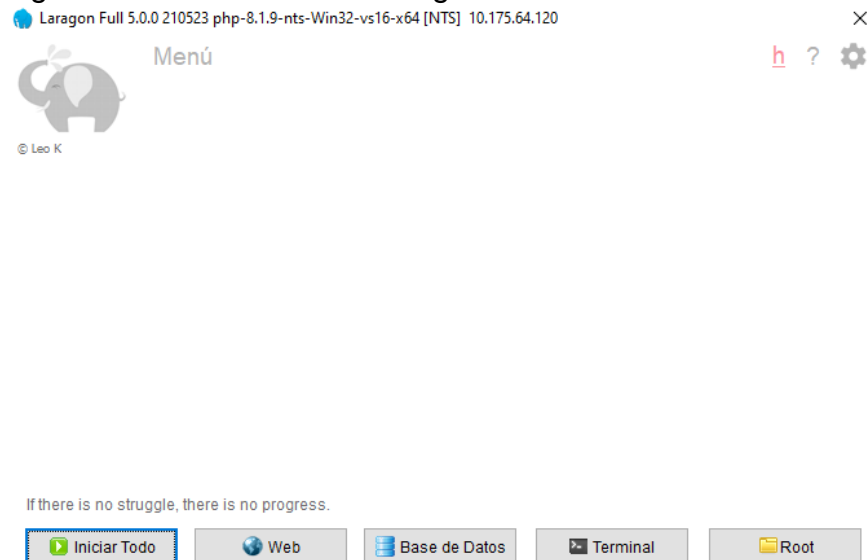 Laragon Full 5.0.0 210523 php-8.1.9-nts-Win32-vs16-x64 [NTS] 10.175.64.120
Menú
h ?
© Leo K
If there is no struggle, there is no progress.
Iniciar Todo Web Base de Datos Terminal Root